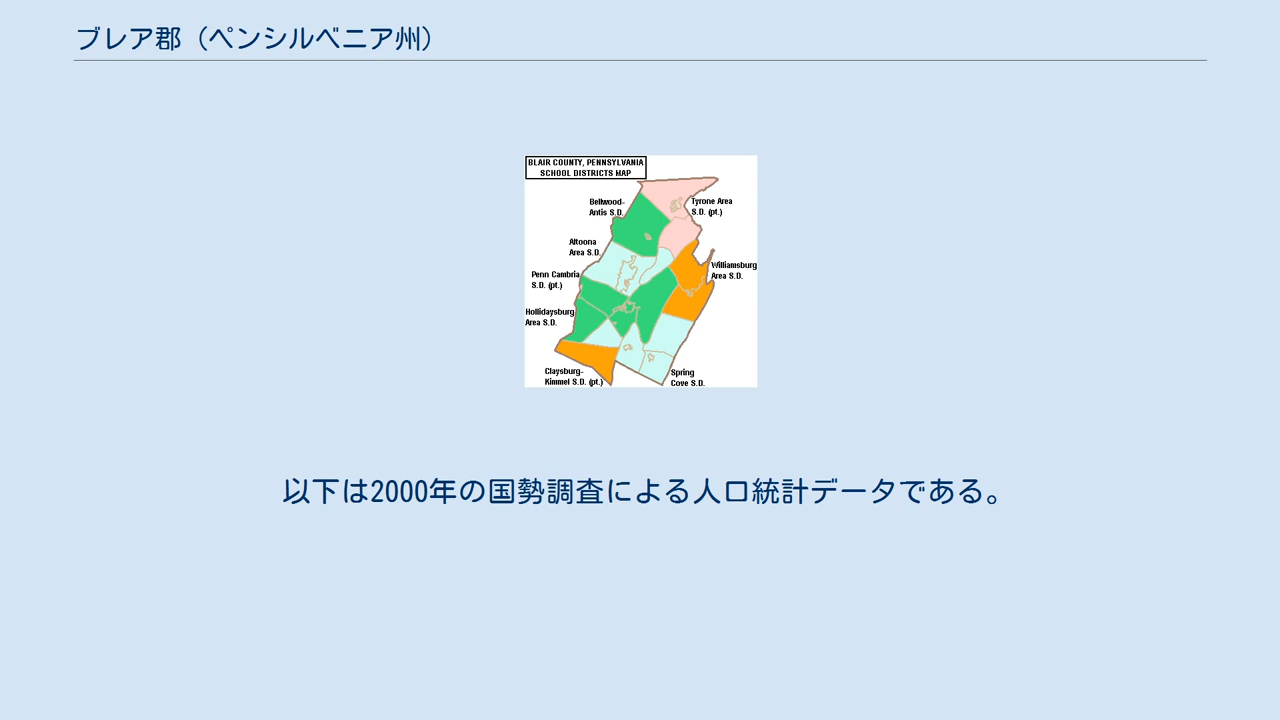 ブレア郡（ペンシルベニア州）
BLAIR COUNTY, PENNSYLVANIA
SCHOOL DISTRICTS MAP
Bellwood-
Antis S.D.
Tyrone Area
S.D. (pt.)
Altoona
Area S.D.
Penn Cambria
S.D. (pt.)
Williamsburg
Area S.D.
Hollidaysburg
Area S.D.
Claysburg-
Kimmel S.D. (pt.)
Spring
Cove S.D.
以下は2000年の国勢調査による人口統計データである。